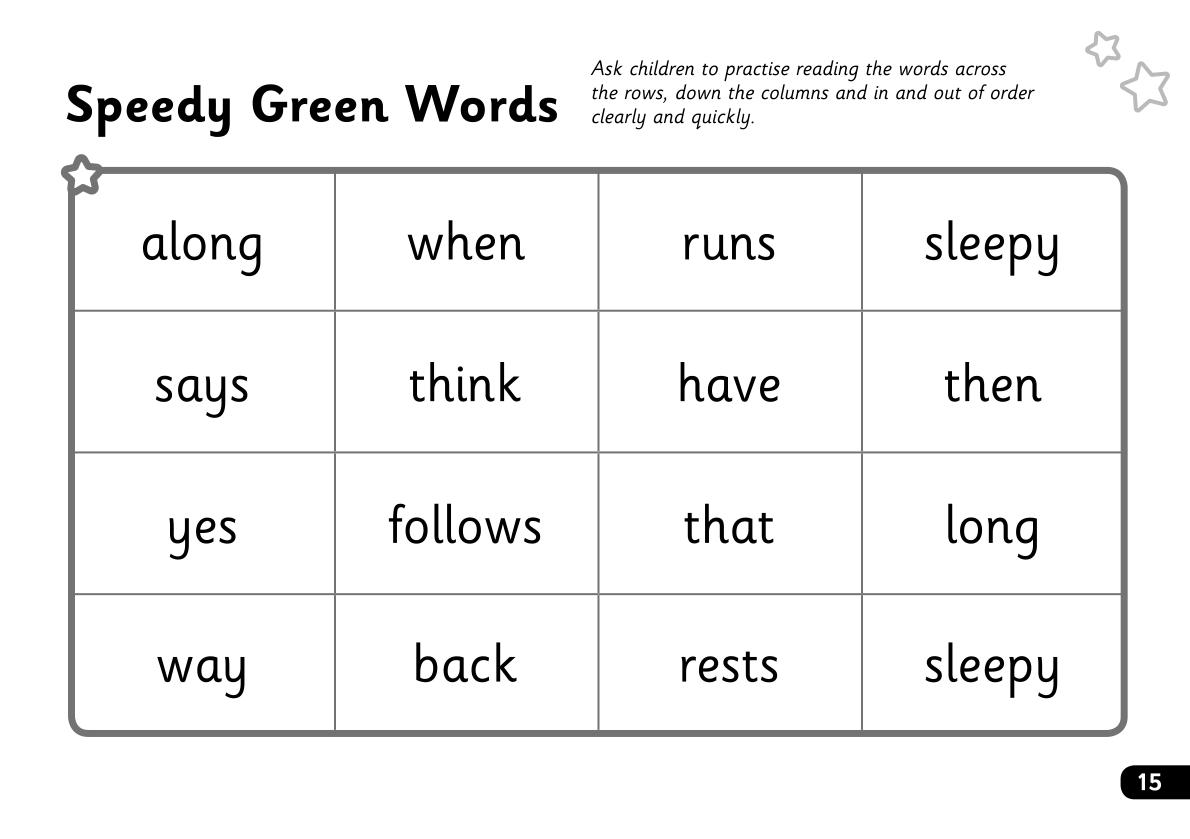 Speedy Green Words
Ask children to practise reading the words across
the rows, down the columns and in and out of order
clearly and quickly.
along when runs sleepy
says think have then
yes follows that long
way back rests sleepy
15